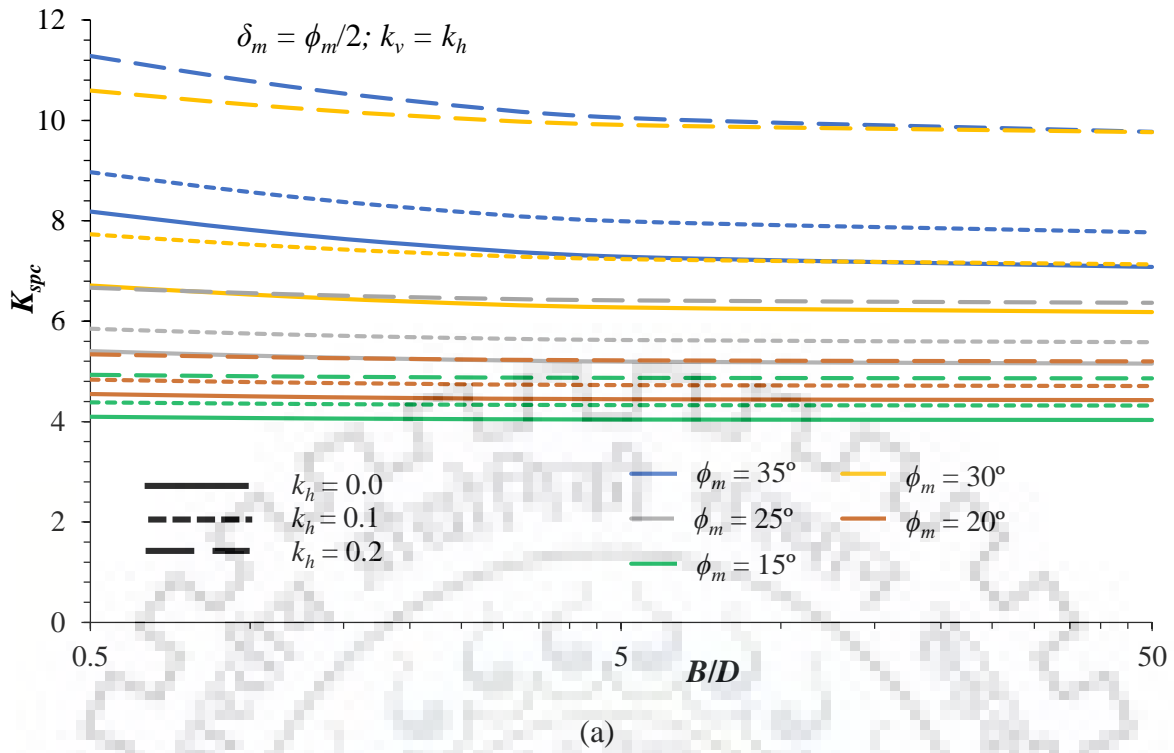 12
δₘ = ϕₘ/2; kᵥ = kₕ
10
8
K_spc
6
4
kₕ = 0.0
ϕₘ = 35º
ϕₘ = 30º
kₕ = 0.1
ϕₘ = 25º
ϕₘ = 20º
2
kₕ = 0.2
ϕₘ = 15º
0
0.5
5
50
B/D
(a)